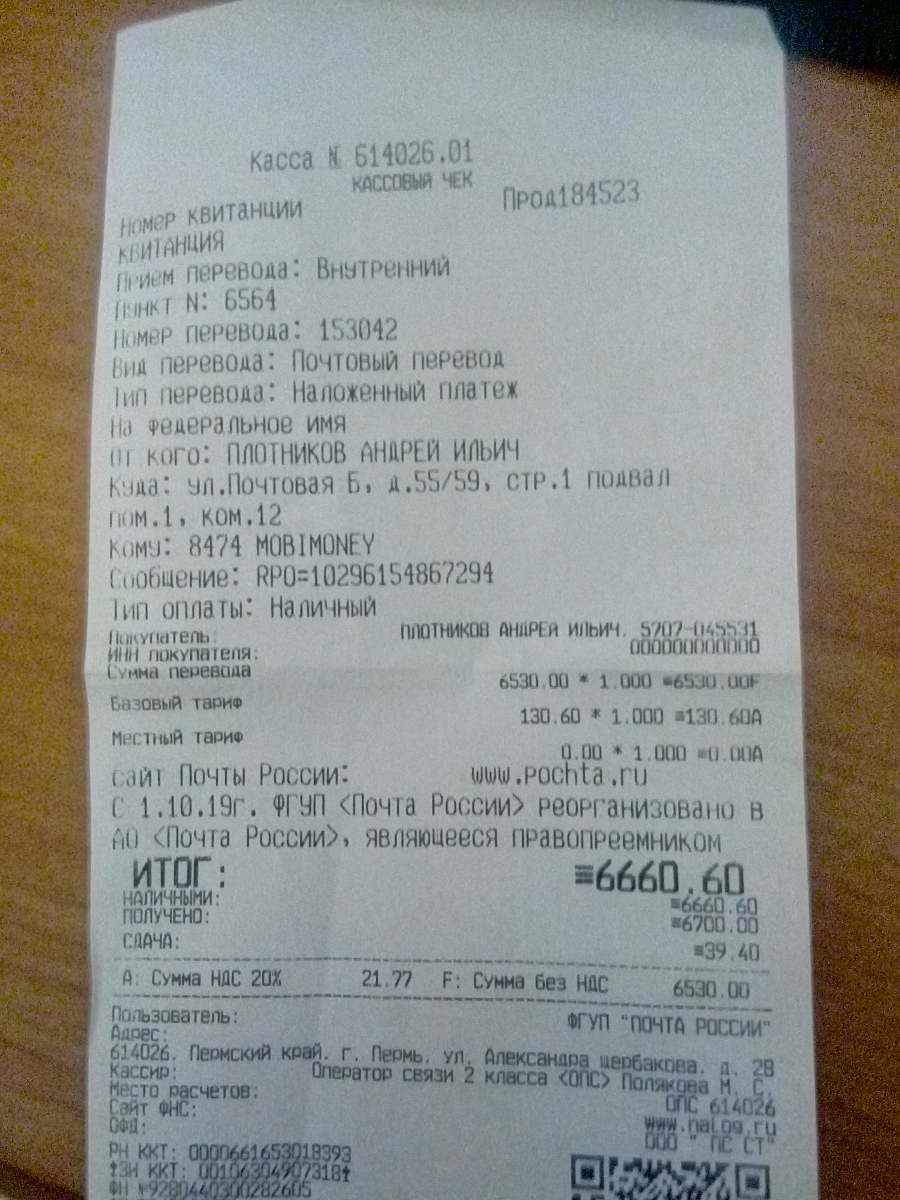 Касса № 614026.01
КАССОВЫЙ ЧЕК
Номер квитанции Прод184523
КВИТАНЦИЯ
Прием перевода: Внутренний
Пункт N: 6564
Номер перевода: 153042
Вид перевода: Почтовый перевод
Тип перевода: Наложенный платеж
На федеральное имя
От кого: ПЛОТНИКОВ АНДРЕЙ ИЛЬИЧ
Куда: ул.Почтовая Б, д.55/59, стр.1 подвал
пом.1, ком.12
Кому: 8474 MOBIMONEY
Сообщение: RPO=10296154867294
Тип оплаты: Наличный
Покупатель: ПЛОТНИКОВ АНДРЕЙ ИЛЬИЧ. 5707-045531
ИНН покупателя: 000000000000
Сумма перевода
6530.00 * 1.000 ≡6530.00F
Базовый тариф
130.60 * 1.000 ≡130.60A
Местный тариф
0.00 * 1.000 ≡0.00A
сайт Почты России: www.pochta.ru
С 1.10.19г. ФГУП <Почта России> реорганизовано в
АО <Почта России>, являющееся правопреемником
ИТОГ: ≡6660.60
НАЛИЧНЫМИ: ≡6660.60
ПОЛУЧЕНО: ≡6700.00
СДАЧА: ≡39.40
A: Сумма НДС 20% 21.77 F: Сумма без НДС 6530.00
Пользователь: ФГУП "ПОЧТА РОССИИ"
Адрес:
614026. Пермский край. г. Пермь. ул. Александра щербакова. д. 28
Кассир: Оператор связи 2 класса <ОПС> Полякова М. С.
Место расчетов: ОПС 614026
Сайт ФНС: www.nalog.ru
ОФД: ООО " ПС СТ"
РН ККТ: 0000661653018393
ЗН ККТ: 00106304907318
ФН №9280440300282605